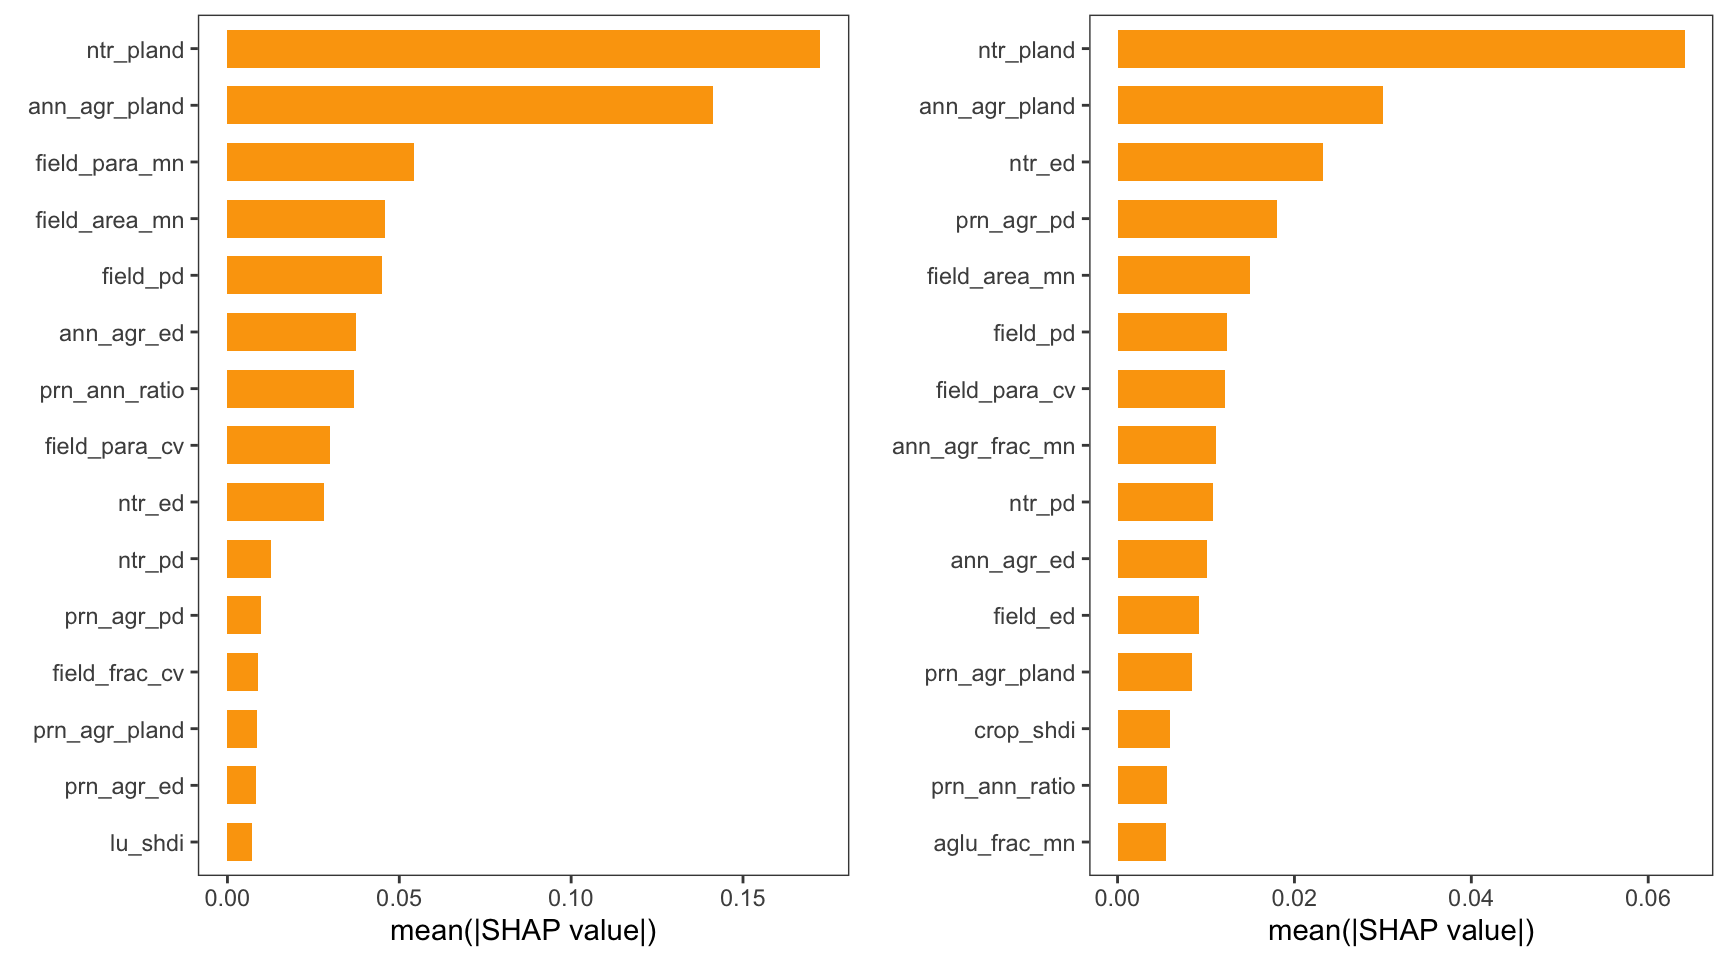 ntr_pland
ann_agr_pland
field_para_mn
field_area_mn
field_pd
ann_agr_ed
prn_ann_ratio
field_para_cv
ntr_ed
ntr_pd
prn_agr_pd
field_frac_cv
prn_agr_pland
prn_agr_ed
lu_shdi
0.00 0.05 0.10 0.15
mean(|SHAP value|)
ntr_pland
ann_agr_pland
ntr_ed
prn_agr_pd
field_area_mn
field_pd
field_para_cv
ann_agr_frac_mn
ntr_pd
ann_agr_ed
field_ed
prn_agr_pland
crop_shdi
prn_ann_ratio
aglu_frac_mn
0.00 0.02 0.04 0.06
mean(|SHAP value|)